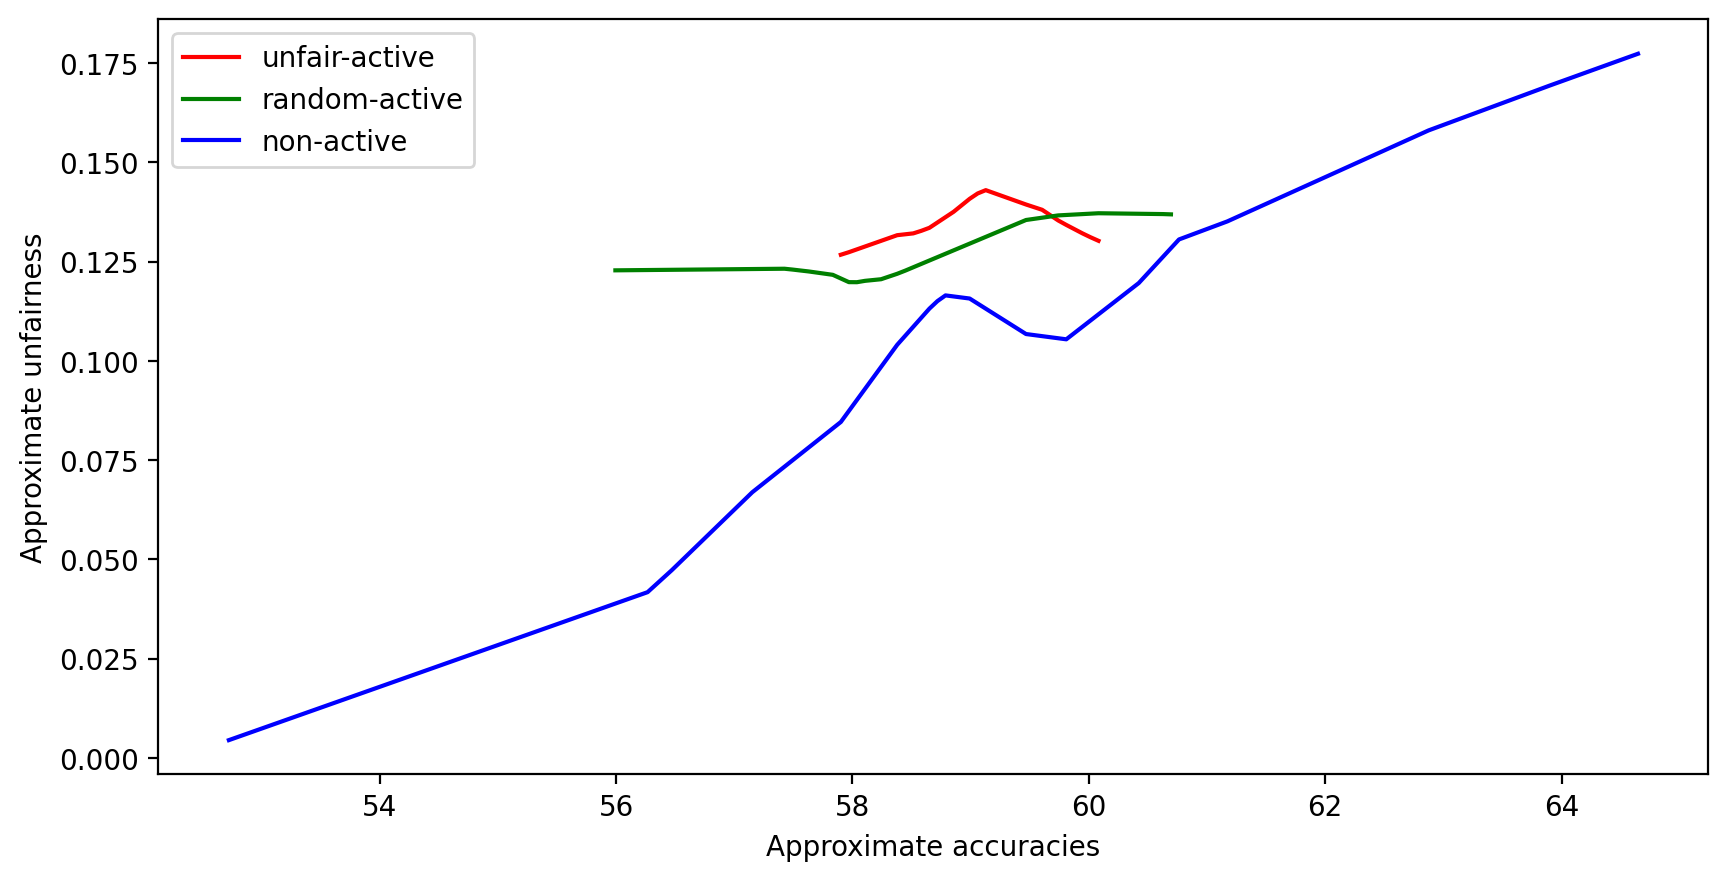 unfair-active
random-active
non-active
0.175
0.150
0.125
0.100
0.075
0.050
0.025
0.000
Approximate unfairness
54 56 58 60 62 64
Approximate accuracies